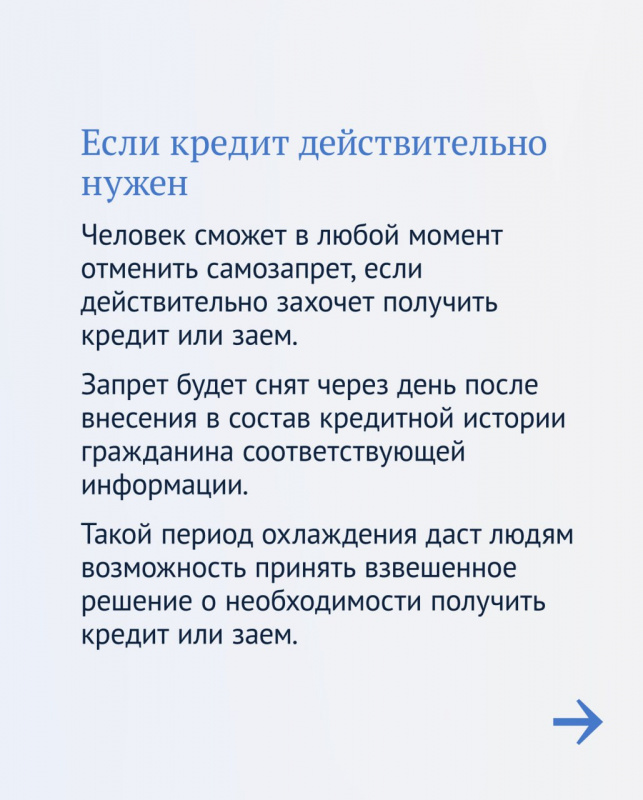 Если кредит действительно
нужен
Человек сможет в любой момент
отменить самозапрет, если
действительно захочет получить
кредит или заем.
Запрет будет снят через день после
внесения в состав кредитной истории
гражданина соответствующей
информации.
Такой период охлаждения даст людям
возможность принять взвешенное
решение о необходимости получить
кредит или заем.